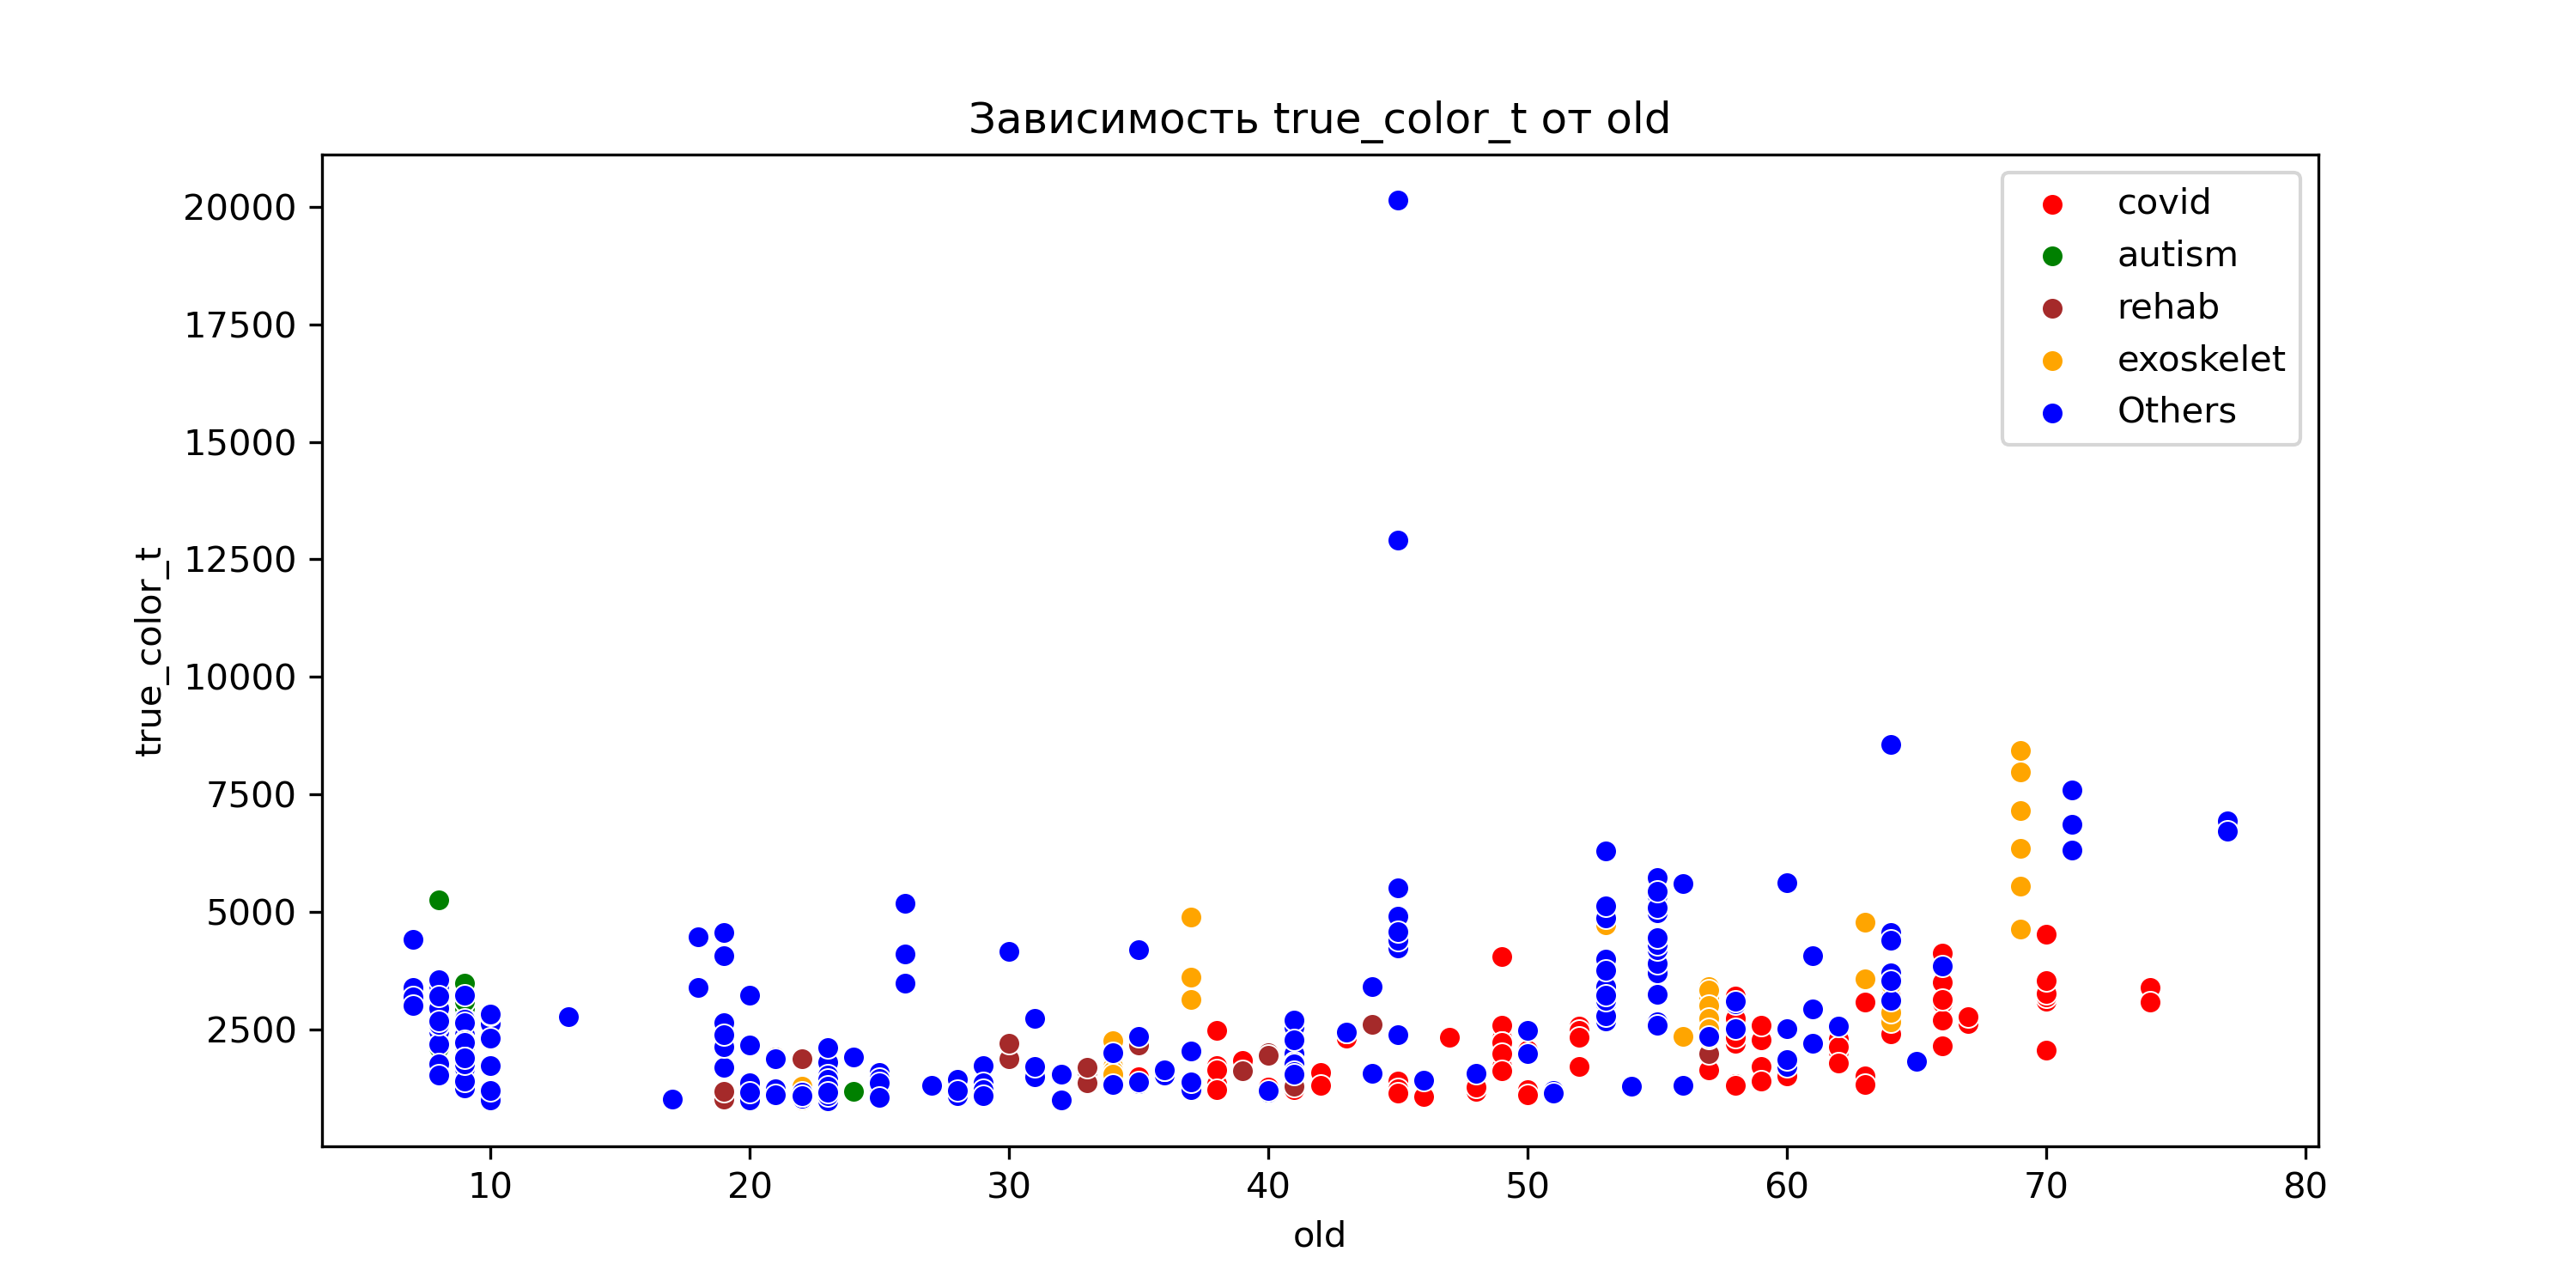 Зависимость true_color_t от old
covid
autism
rehab
exoskelet
Others
true_color_t
20000
17500
15000
12500
10000
7500
5000
2500
10 20 30 40 50 60 70 80
old